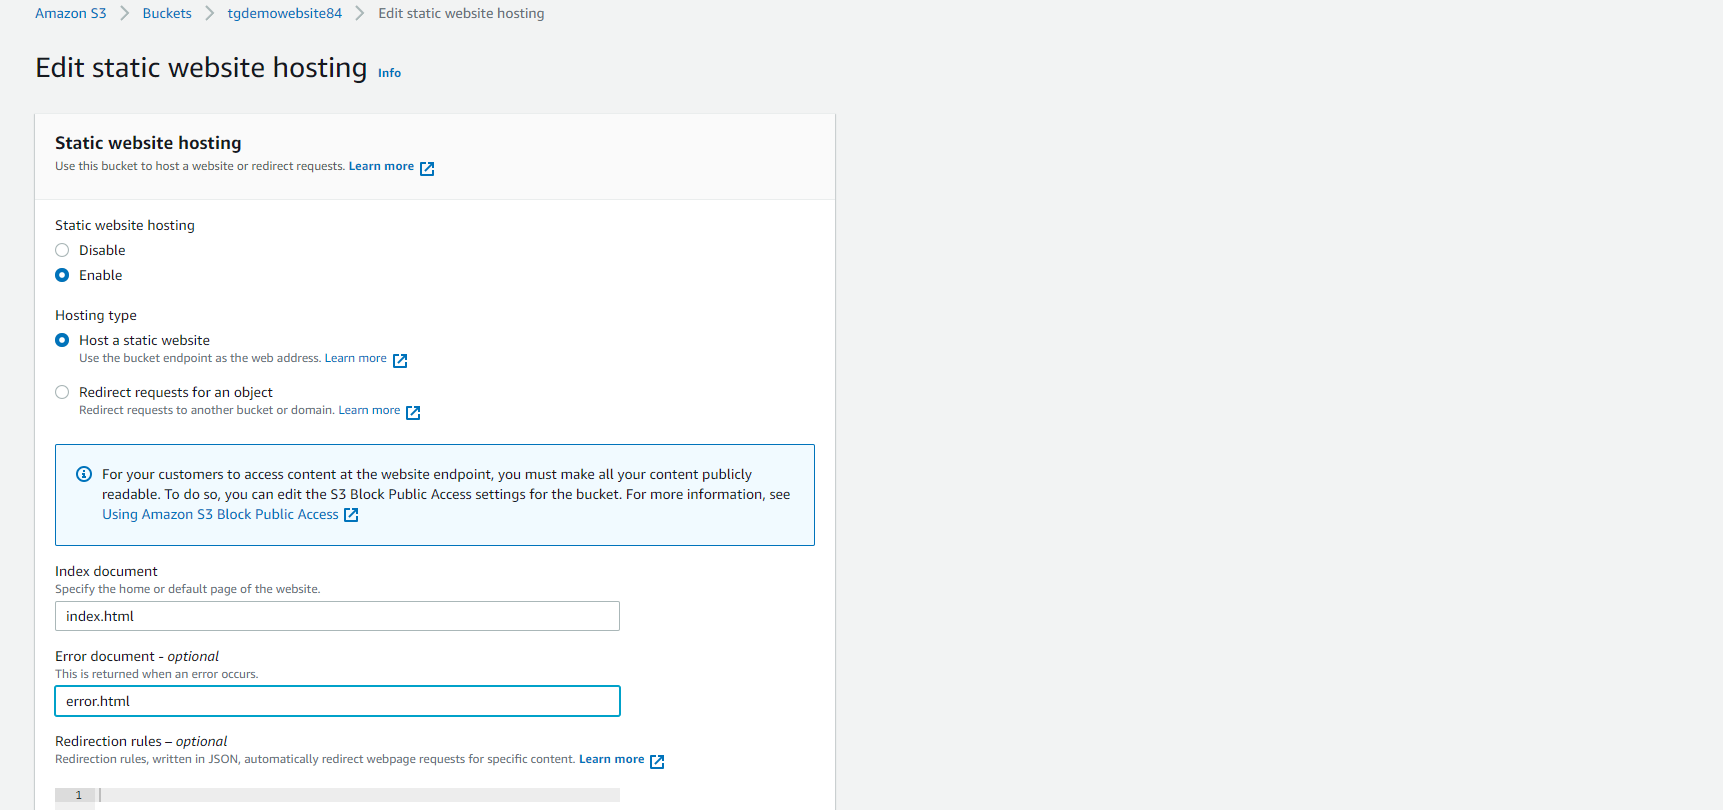 Amazon S3 > Buckets > tgdemowebsite84 > Edit static website hosting
Edit static website hosting Info
Static website hosting
Use this bucket to host a website or redirect requests. Learn more
Static website hosting
Disable
Enable
Hosting type
Host a static website
Use the bucket endpoint as the web address. Learn more
Redirect requests for an object
Redirect requests to another bucket or domain. Learn more
For your customers to access content at the website endpoint, you must make all your content publicly
readable. To do so, you can edit the S3 Block Public Access settings for the bucket. For more information, see
Using Amazon S3 Block Public Access
Index document
Specify the home or default page of the website.
index.html
Error document - optional
This is returned when an error occurs.
error.html
Redirection rules – optional
Redirection rules, written in JSON, automatically redirect webpage requests for specific content. Learn more
1